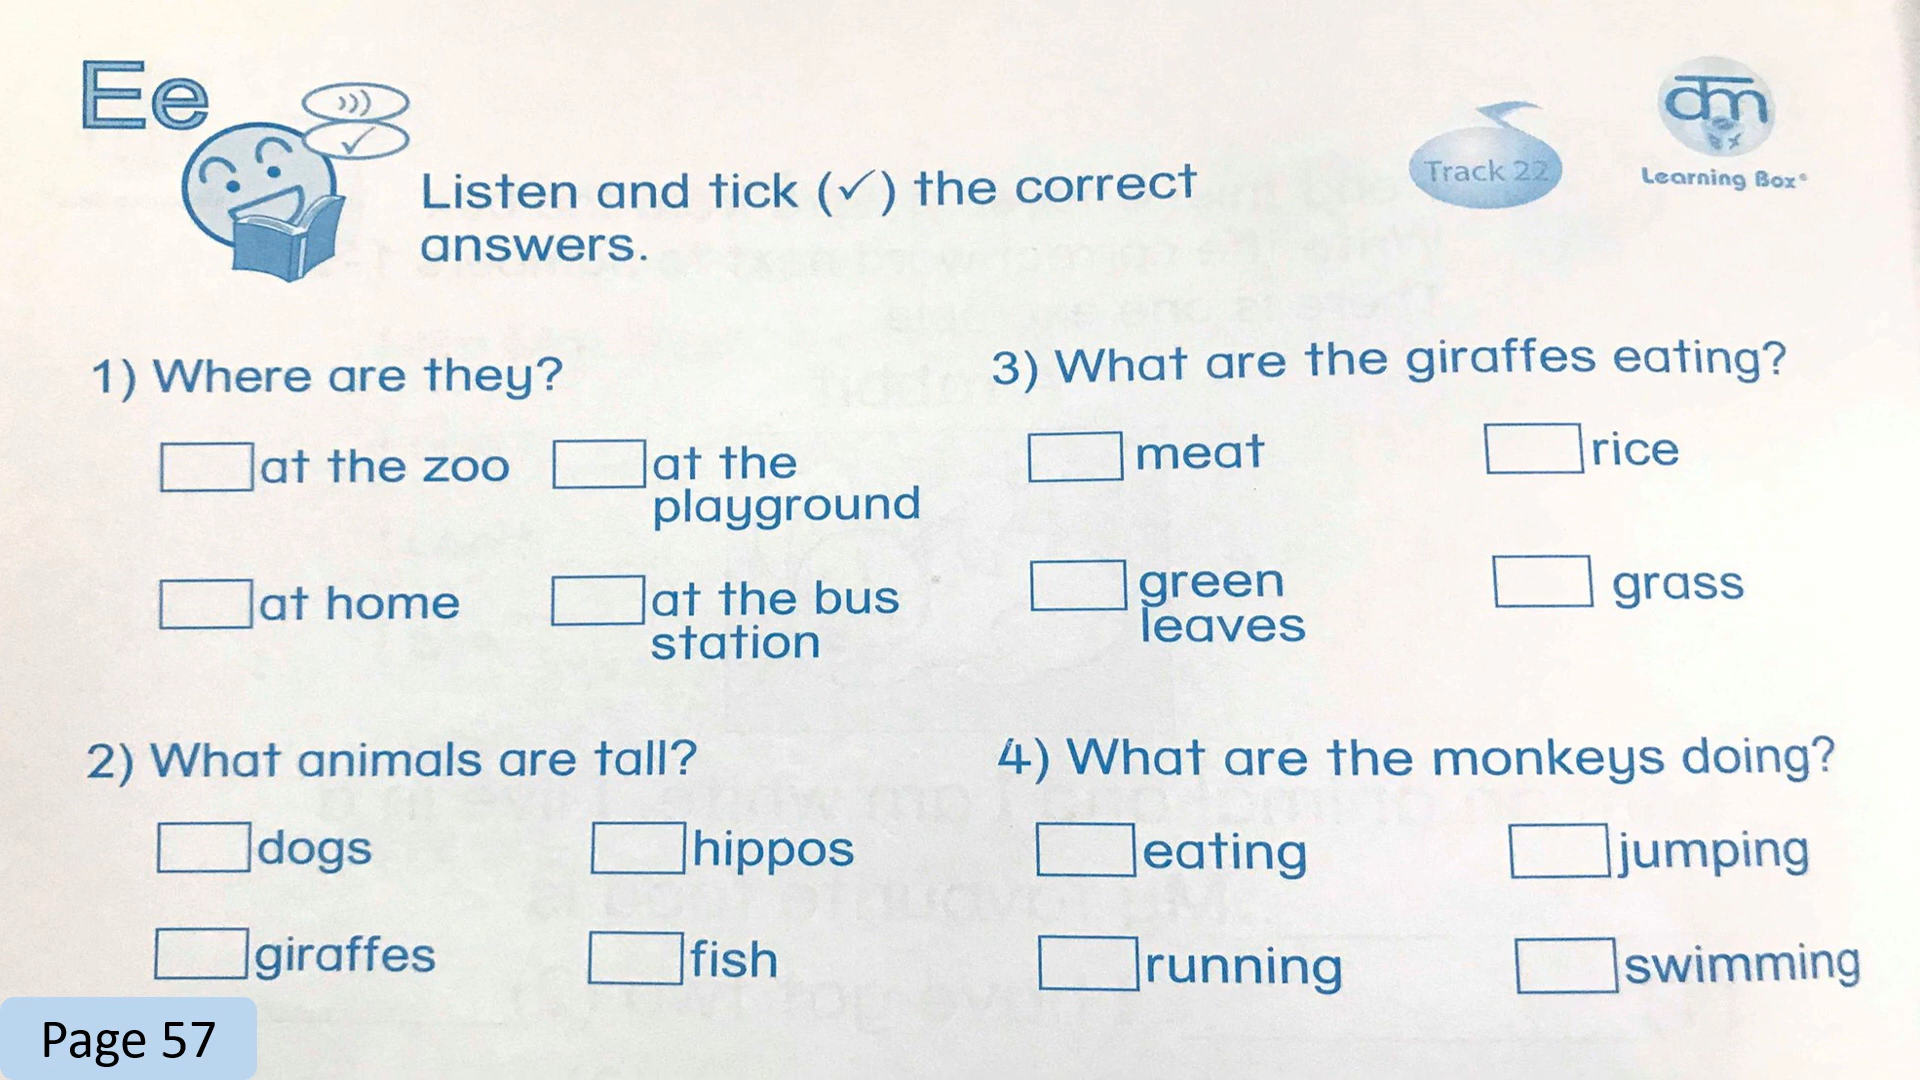 Ee
Listen and tick (✓) the correct
answers.
Track 22
dm
Learning Box®
1) Where are they?
at the zoo
at the
playground
at home
at the bus
station
2) What animals are tall?
dogs
hippos
giraffes
fish
3) What are the giraffes eating?
meat
rice
green
leaves
grass
4) What are the monkeys doing?
eating
jumping
running
swimming
Page 57